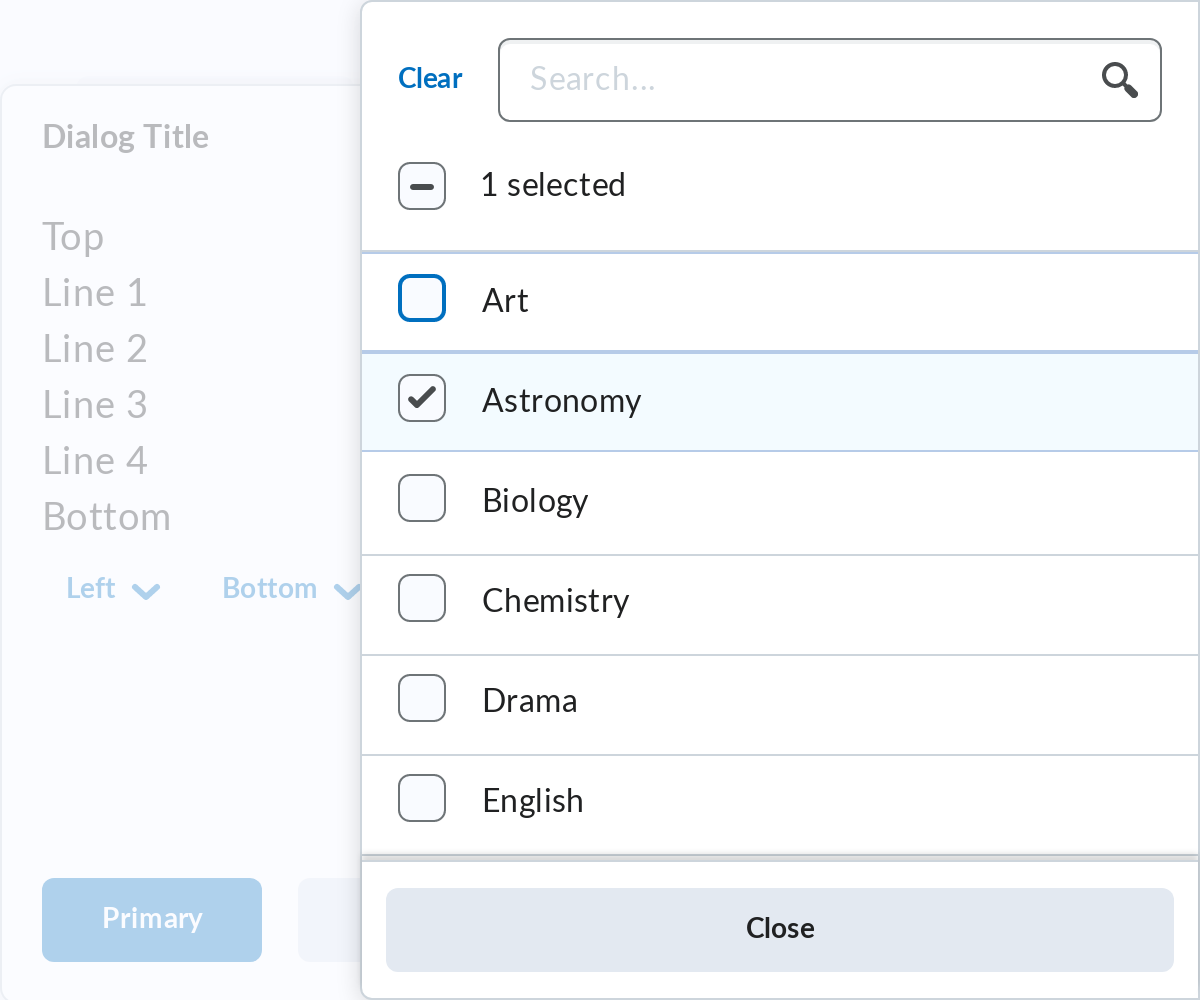 Dialog Title
Top
Line 1
Line 2
Line 3
Line 4
Bottom
Left
Bottom
Primary
Clear
Search...
1 selected
Art
Astronomy
Biology
Chemistry
Drama
English
Close